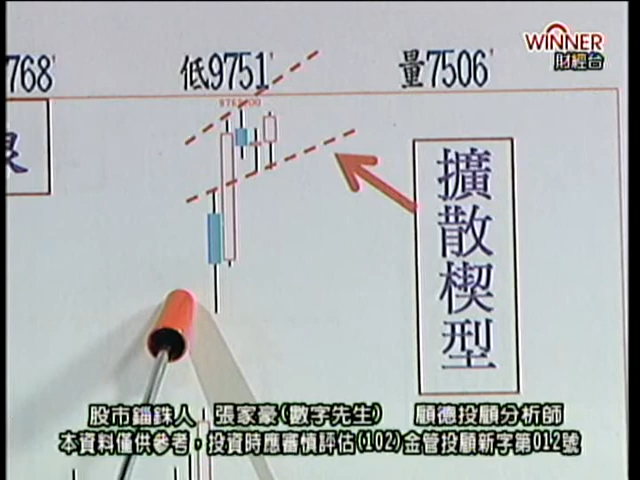 WINNER
財經台
768'
低9751'
量7506'
擴散楔型
股市錙銖人 張家豪(數字先生) 顧德投顧分析師
本資料僅供參考,投資時應審慎評估(102)金管投顧新字第012號